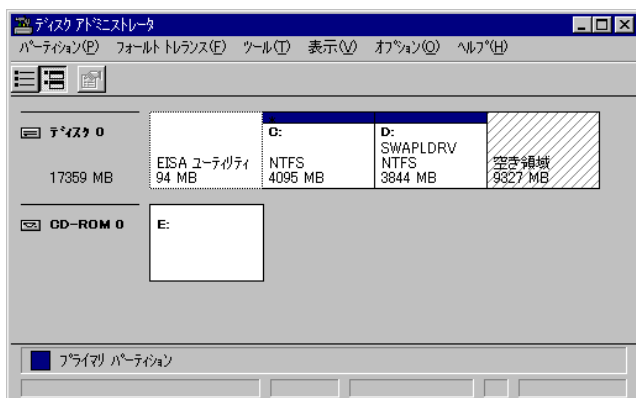 ディスク アドミニストレータ
パーティション(P) フォールト トレランス(F) ツール(T) 表示(V) オプション(O) ヘルプ(H)
ディスク 0
17359 MB
EISA ユーティリティ
94 MB
C:
NTFS
4095 MB
D:
SWAPLDRV
NTFS
3844 MB
空き領域
9327 MB
CD-ROM 0
E:
プライマリ パーティション